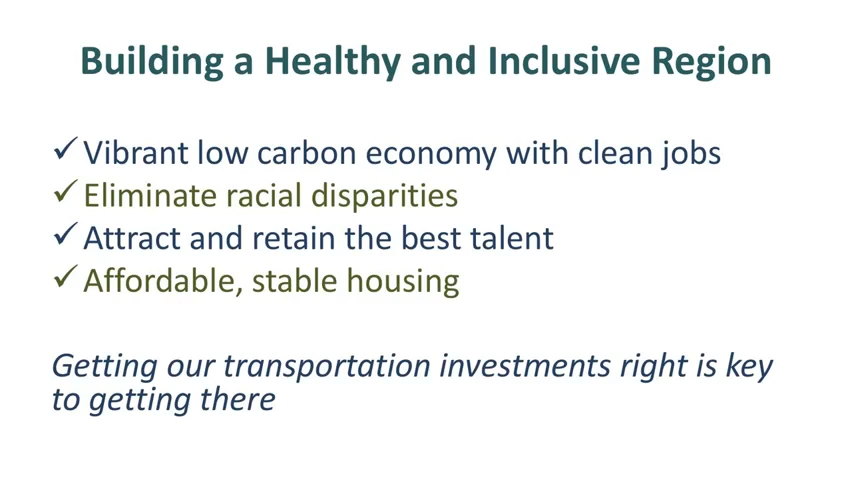 Building a Healthy and Inclusive Region
✓ Vibrant low carbon economy with clean jobs
✓ Eliminate racial disparities
✓ Attract and retain the best talent
✓ Affordable, stable housing
Getting our transportation investments right is key
to getting there